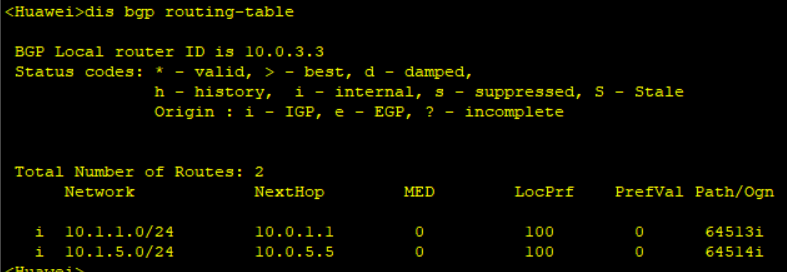 <Huawei>dis bgp routing-table
BGP Local router ID is 10.0.3.3
Status codes: * - valid, > - best, d - damped,
h - history, i - internal, s - suppressed, S - Stale
Origin : i - IGP, e - EGP, ? - incomplete
Total Number of Routes: 2
Network NextHop MED LocPrf PrefVal Path/Ogn
i 10.1.1.0/24 10.0.1.1 0 100 0 64513i
i 10.1.5.0/24 10.0.5.5 0 100 0 64514i
<Huawei>